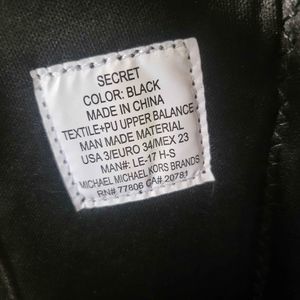 SECRET
COLOR: BLACK
MADE IN CHINA
TEXTILE+PU UPPER BALANCE
MAN MADE MATERIAL
USA 3/EURO 34/MEX 23
MAN#: LE-17 H-S
MICHAEL MICHAEL KORS BRANDS
RN# 77806 CA# 20781